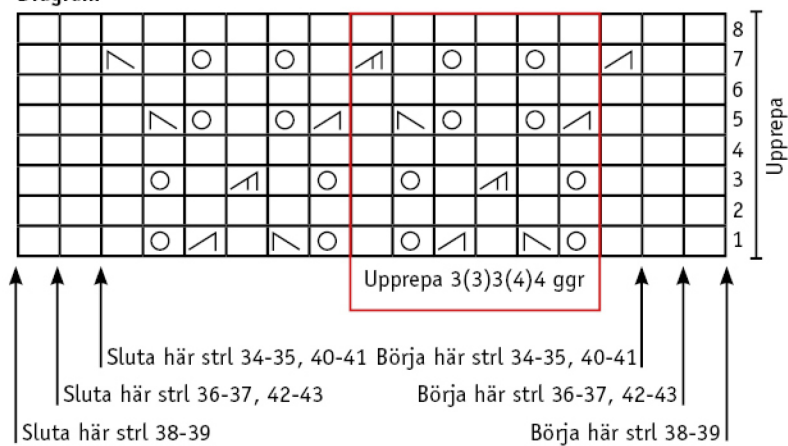 8
7
6
5
4
3
2
1
Upprepa
Upprepa 3(3)3(4)4 ggr
Sluta här strl 34-35, 40-41 Börja här strl 34-35, 40-41
Sluta här strl 36-37, 42-43 Börja här strl 36-37, 42-43
Sluta här strl 38-39 Börja här strl 38-39